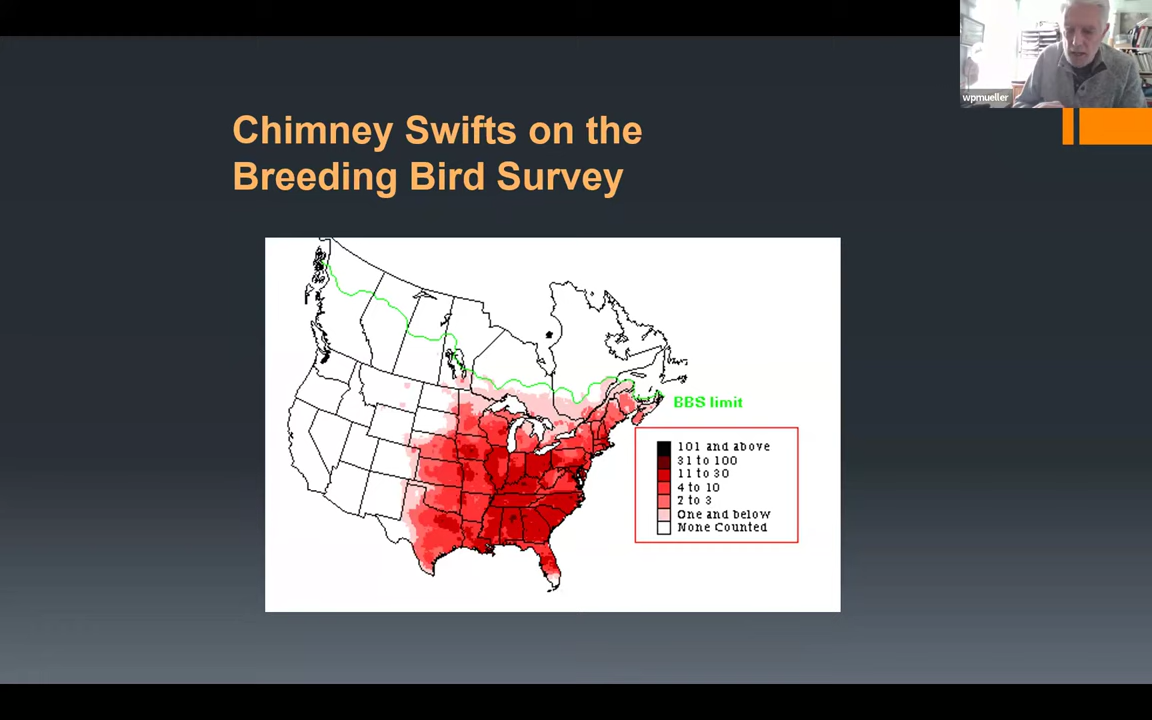 wpmueller
Chimney Swifts on the
Breeding Bird Survey
BBS limit
101 and above
31 to 100
11 to 30
4 to 10
2 to 3
One and below
None Counted